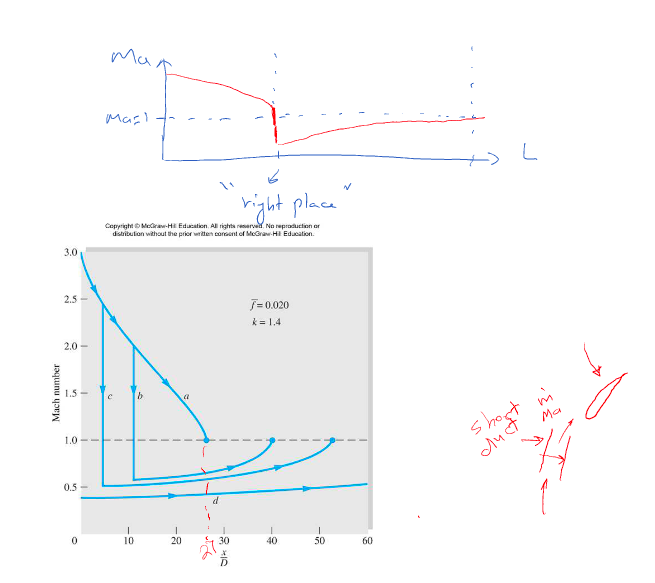 Ma
Ma=1
L
"right place"
Copyright © McGraw-Hill Education. All rights reserved. No reproduction or
distribution without the prior written consent of McGraw-Hill Education.
3.0
2.5
2.0
1.5
1.0
0.5
0
Mach number
f̅ = 0.020
k = 1.4
c
b
a
d
10
20
30
40
50
60
27
x/D
short
duct
ṁ
Ma